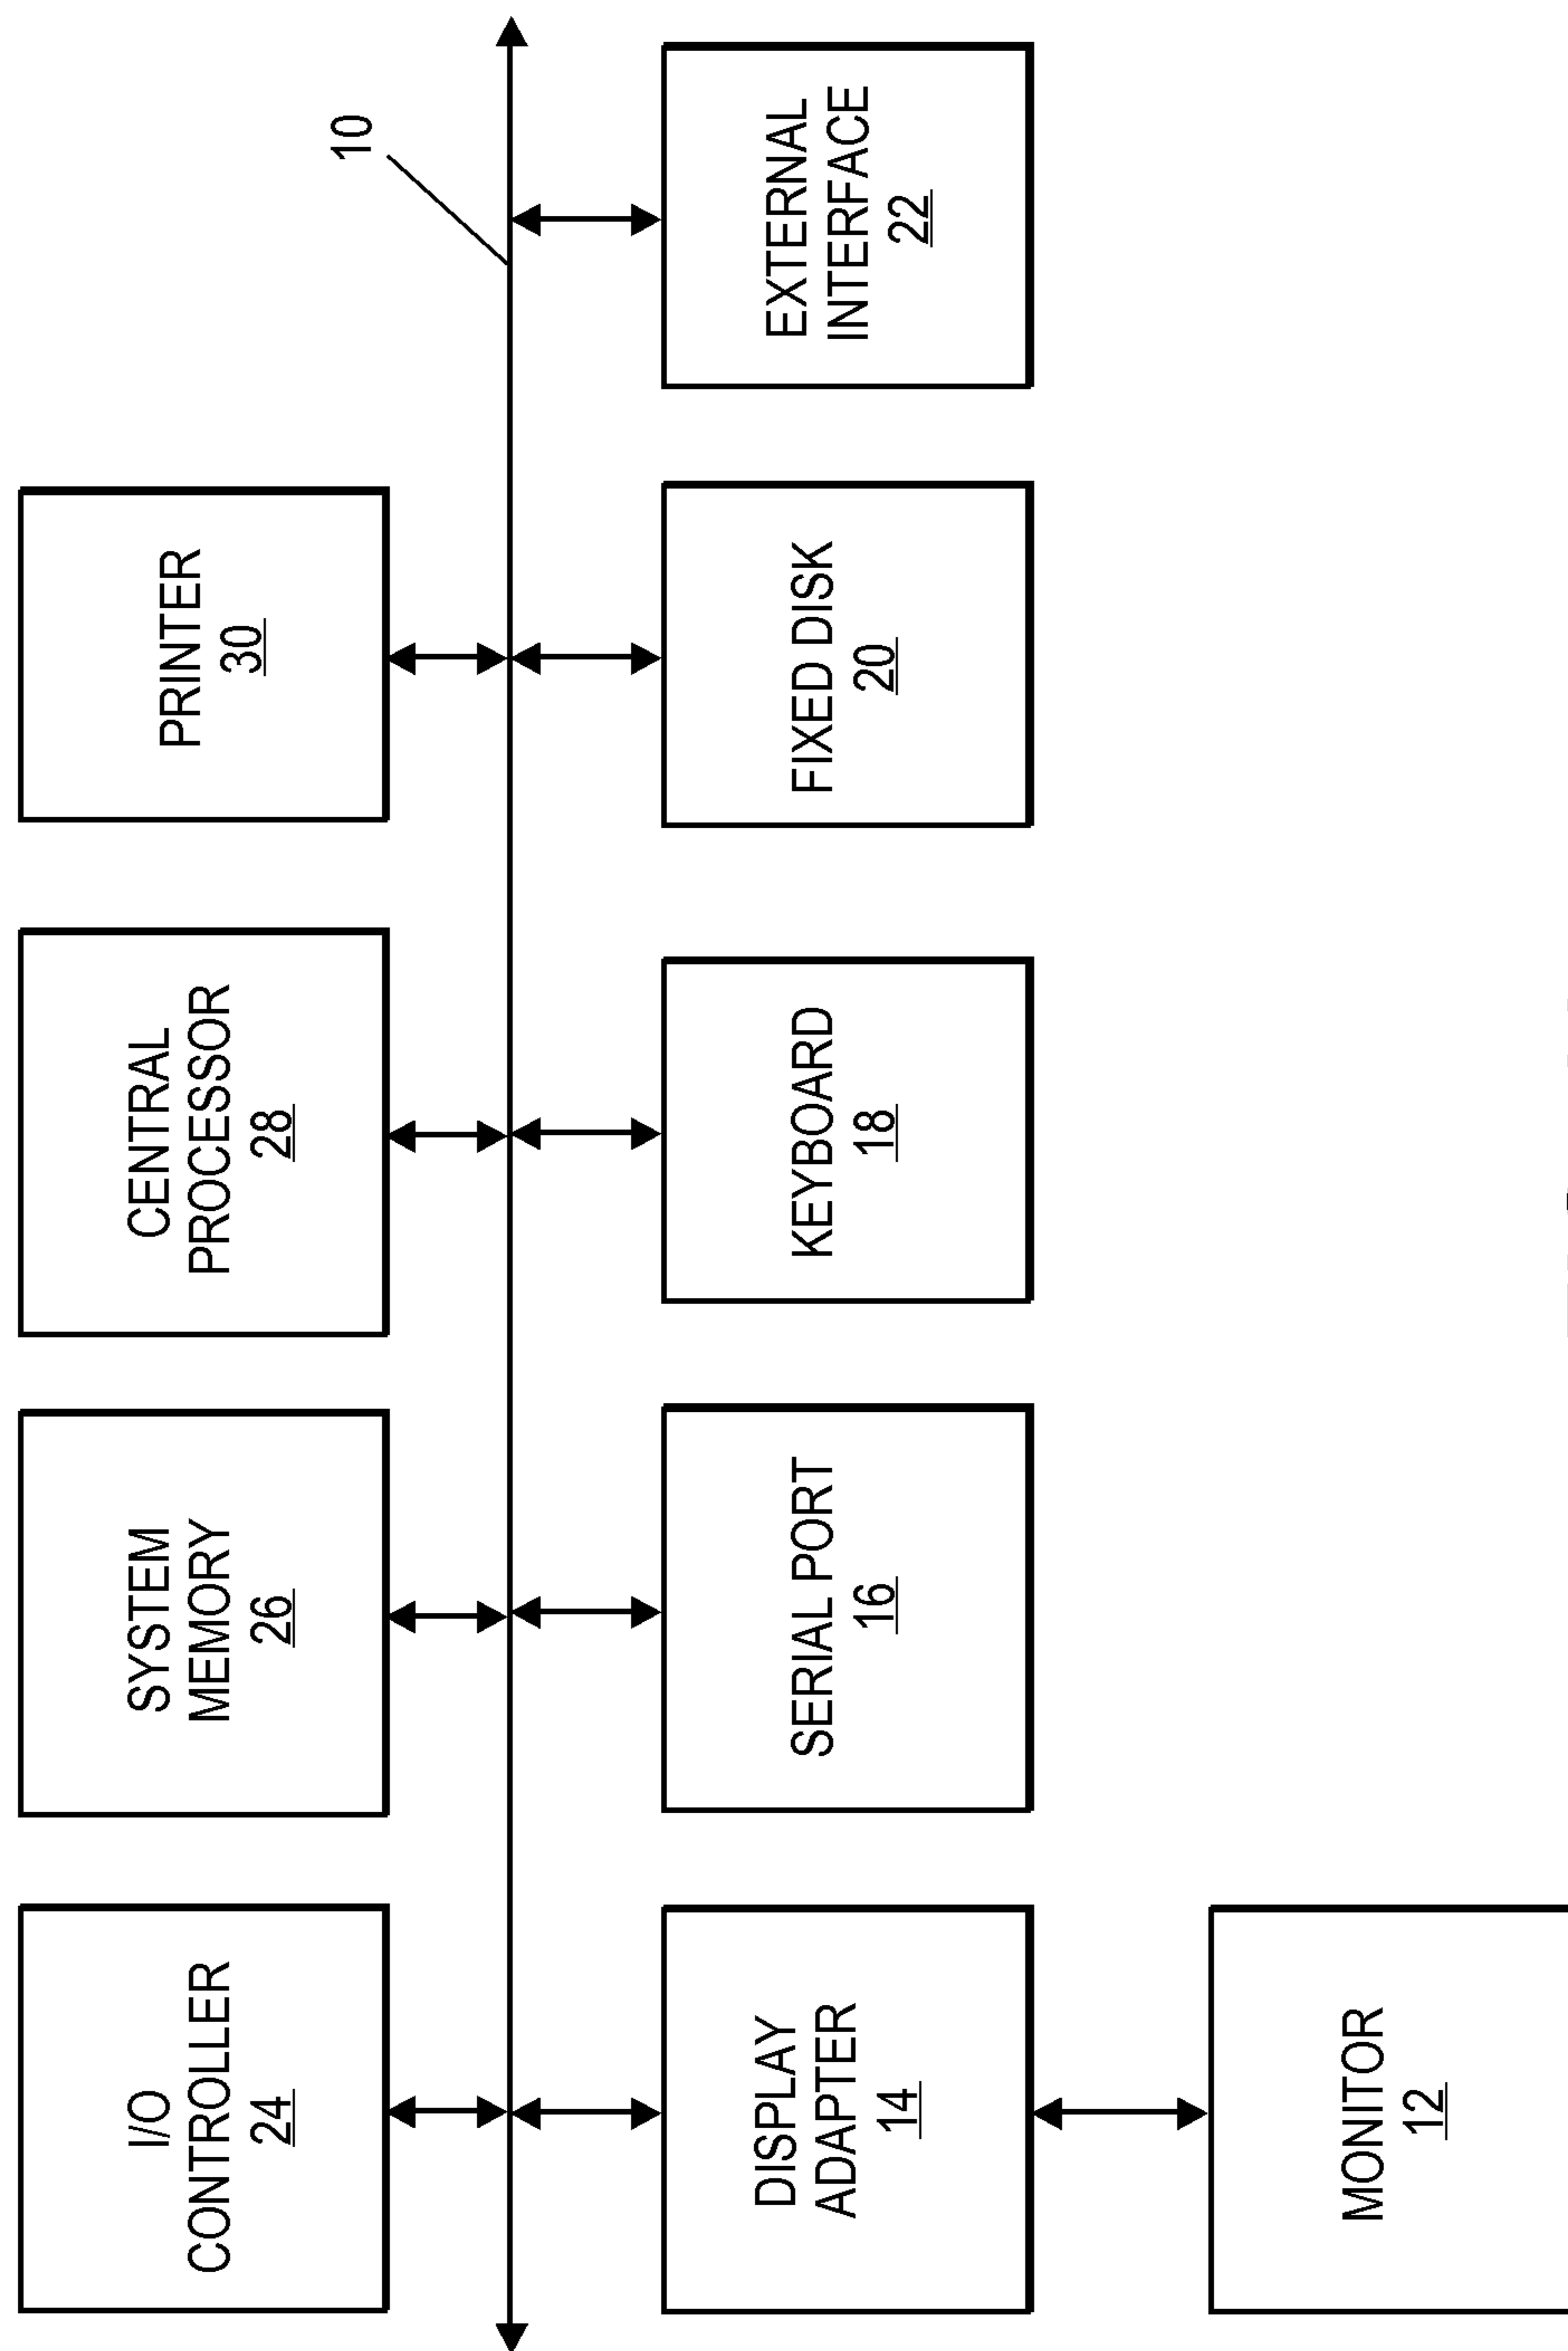 I/O
CONTROLLER
24
SYSTEM
MEMORY
26
CENTRAL
PROCESSOR
28
PRINTER
30
10
DISPLAY
ADAPTER
14
SERIAL PORT
16
KEYBOARD
18
FIXED DISK
20
EXTERNAL
INTERFACE
22
MONITOR
12